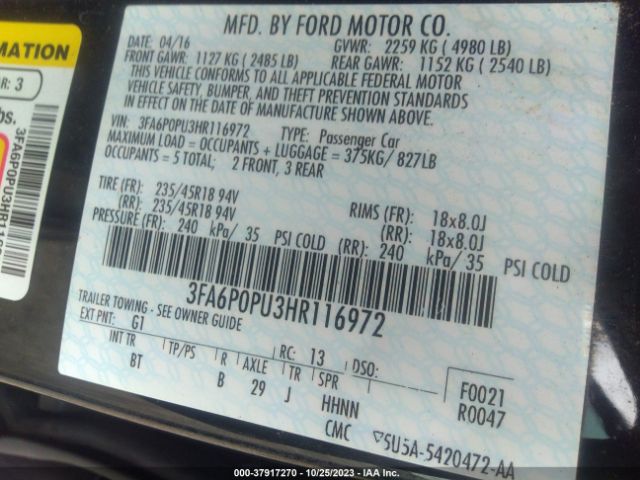 MFD. BY FORD MOTOR CO.
DATE: 04/16 GVWR: 2259 KG ( 4980 LB)
FRONT GAWR: 1127 KG ( 2485 LB) REAR GAWR: 1152 KG ( 2540 LB)
THIS VEHICLE CONFORMS TO ALL APPLICABLE FEDERAL MOTOR
VEHICLE SAFETY, BUMPER, AND THEFT PREVENTION STANDARDS
IN EFFECT ON THE DATE OF MANUFACTURE SHOWN ABOVE.
VIN: 3FA6P0PU3HR116972 TYPE: Passenger Car
MAXIMUM LOAD = OCCUPANTS + LUGGAGE = 375KG/ 827LB
OCCUPANTS = 5 TOTAL; 2 FRONT, 3 REAR
TIRE (FR): 235/45R18 94V RIMS (FR): 18x8.0J
(RR): 235/45R18 94V (RR): 18x8.0J
PRESSURE (FR): 240 kPa/ 35 PSI COLD (RR): 240 kPa/ 35 PSI COLD
3FA6P0PU3HR116972
TRAILER TOWING - SEE OWNER GUIDE
EXT PNT: G1 RC: 13 DSO: F0021
INT TR TP/PS R AXLE TR SPR R0047
BT B 29 J HHNN
CMC 5U5A-5420472-AA
MATION
R: 3
bs.
3FA6P0PU3HR116
000-37917270 - 10/25/2023 - IAA Inc.